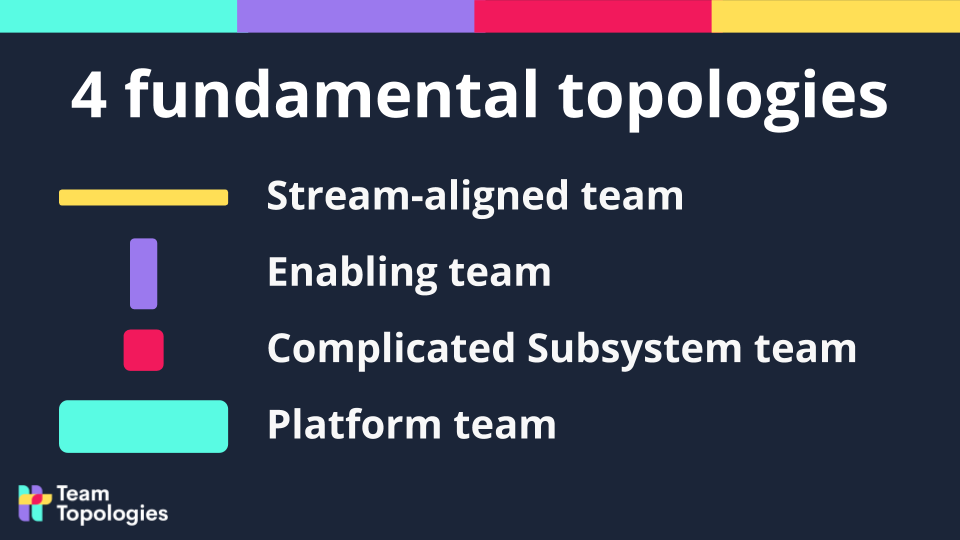 4 fundamental topologies
Stream-aligned team
Enabling team
Complicated Subsystem team
Platform team
Team
Topologies